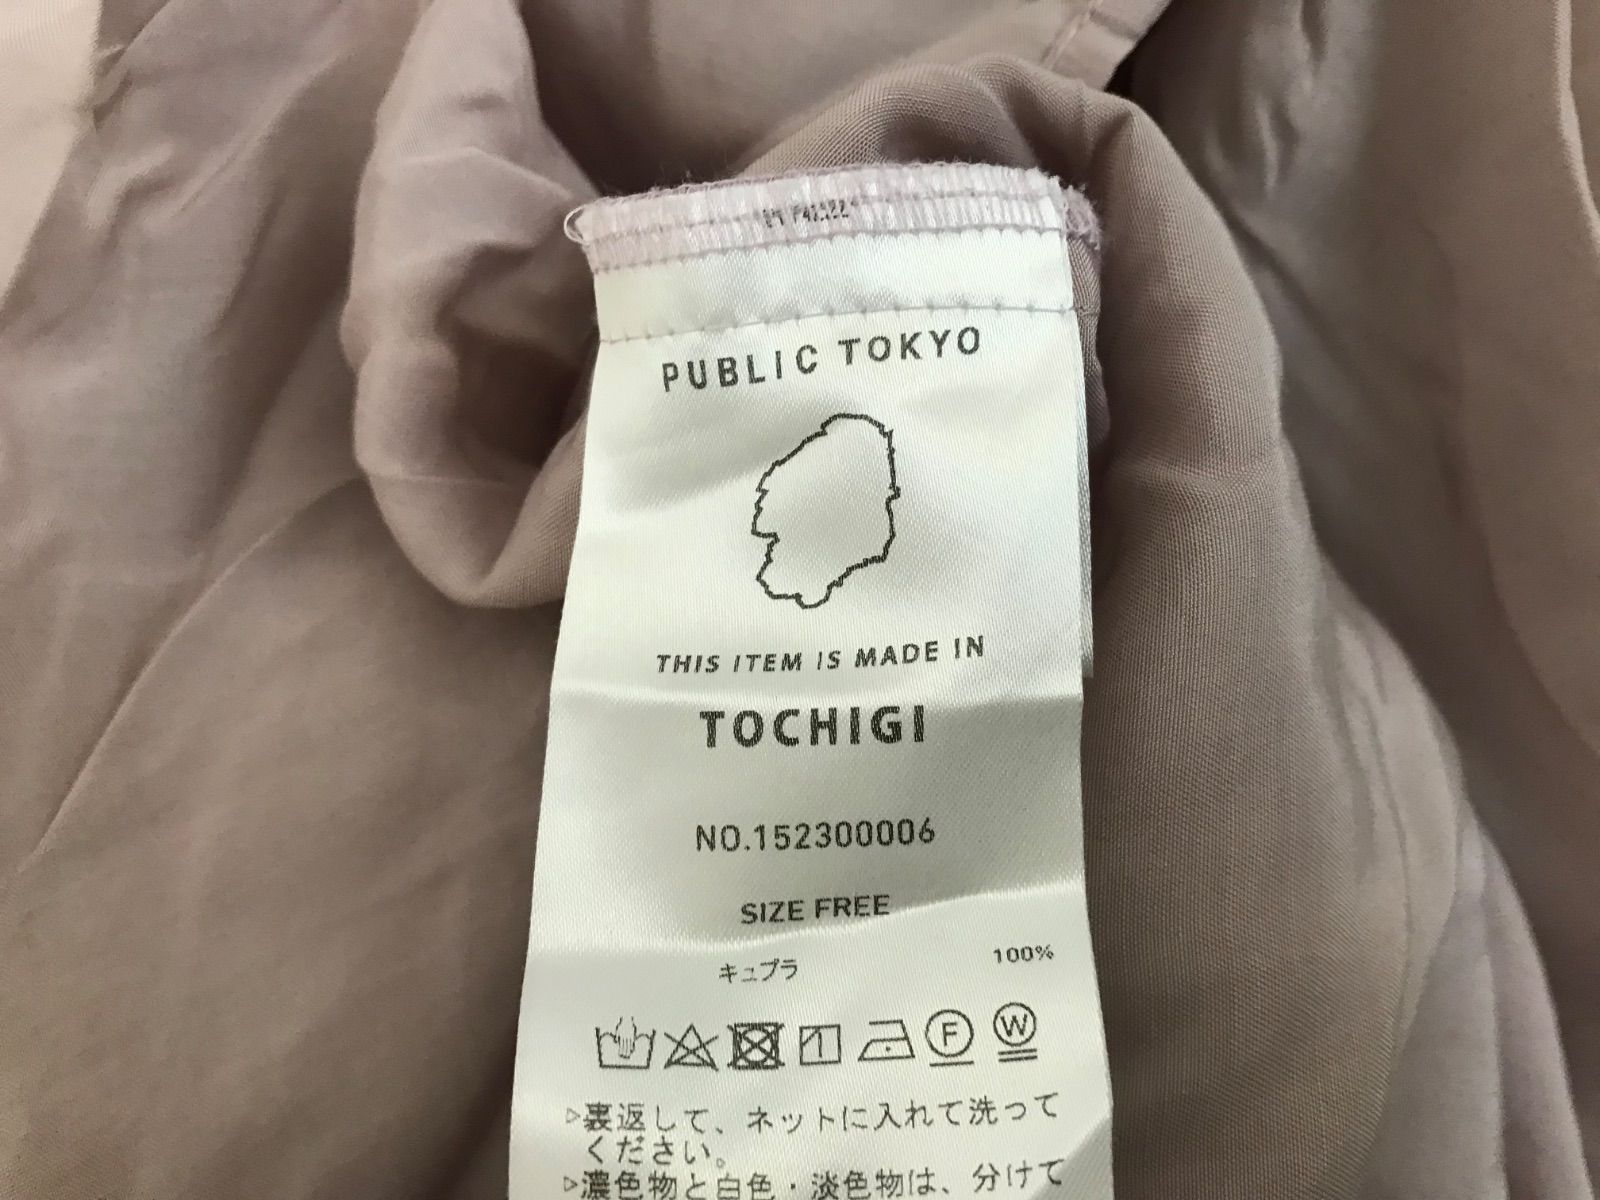 PUBLIC TOKYO
THIS ITEM IS MADE IN
TOCHIGI
NO.152300006
SIZE FREE
キュプラ 100%
F W
▷裏返して、ネットに入れて洗って
ください。
▷濃色物と白色・淡色物は、分けて